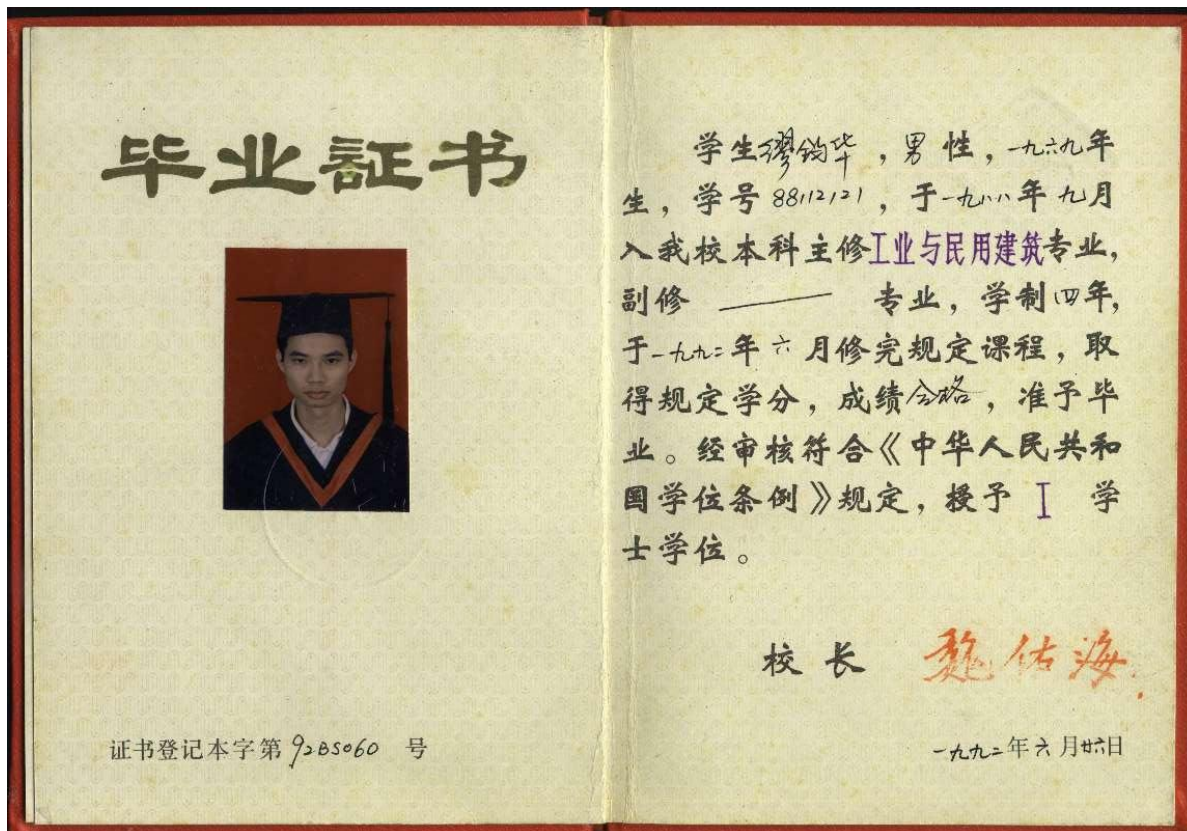 毕业証书
证书登记本字第92BS060号
学生缪钧华，男性，一九六九年
生，学号88112121，于一九八八年九月
入我校本科主修工业与民用建筑专业，
副修——专业，学制四年，
于一九九二年六月修完规定课程，取
得规定学分，成绩合格，准予毕
业。经审核符合《中华人民共和
国学位条例》规定，授予工学
士学位。
校长 魏佑海
一九九二年六月廿六日